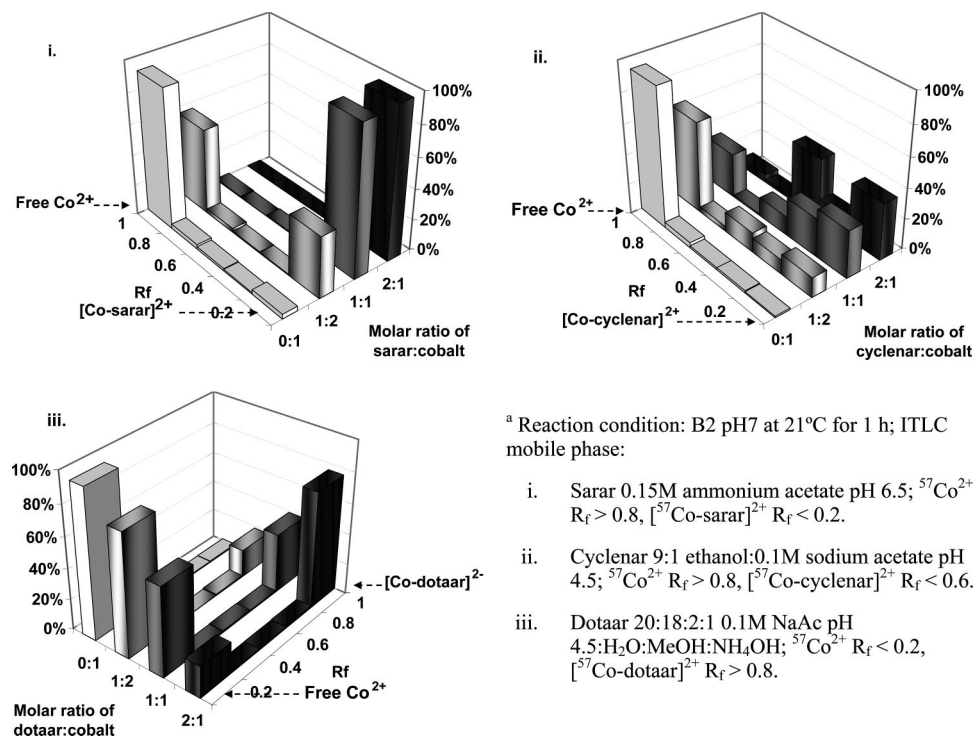 i.
100%
80%
60%
40%
20%
0%
Free Co2+
1
0.8
0.6
0.4
0.2
Rf
[Co-sarar]2+
0:1
1:2
1:1
2:1
Molar ratio of
sarar:cobalt
ii.
100%
80%
60%
40%
20%
0%
Free Co2+
1
0.8
0.6
0.4
0.2
Rf
[Co-cyclenar]2+
0:1
1:2
1:1
2:1
Molar ratio of
cyclenar:cobalt
iii.
100%
80%
60%
40%
20%
0%
[Co-dotaar]2-
1
0.8
0.6
0.4
0.2
Rf
Free Co2+
0:1
1:2
1:1
2:1
Molar ratio of
dotaar:cobalt
a Reaction condition: B2 pH7 at 21ºC for 1 h; ITLC
mobile phase:
i. Sarar 0.15M ammonium acetate pH 6.5; 57Co2+
Rf > 0.8, [57Co-sarar]2+ Rf < 0.2.
ii. Cyclenar 9:1 ethanol:0.1M sodium acetate pH
4.5; 57Co2+ Rf > 0.8, [57Co-cyclenar]2+ Rf < 0.6.
iii. Dotaar 20:18:2:1 0.1M NaAc pH
4.5:H2O:MeOH:NH4OH; 57Co2+ Rf < 0.2,
[57Co-dotaar]2+ Rf > 0.8.